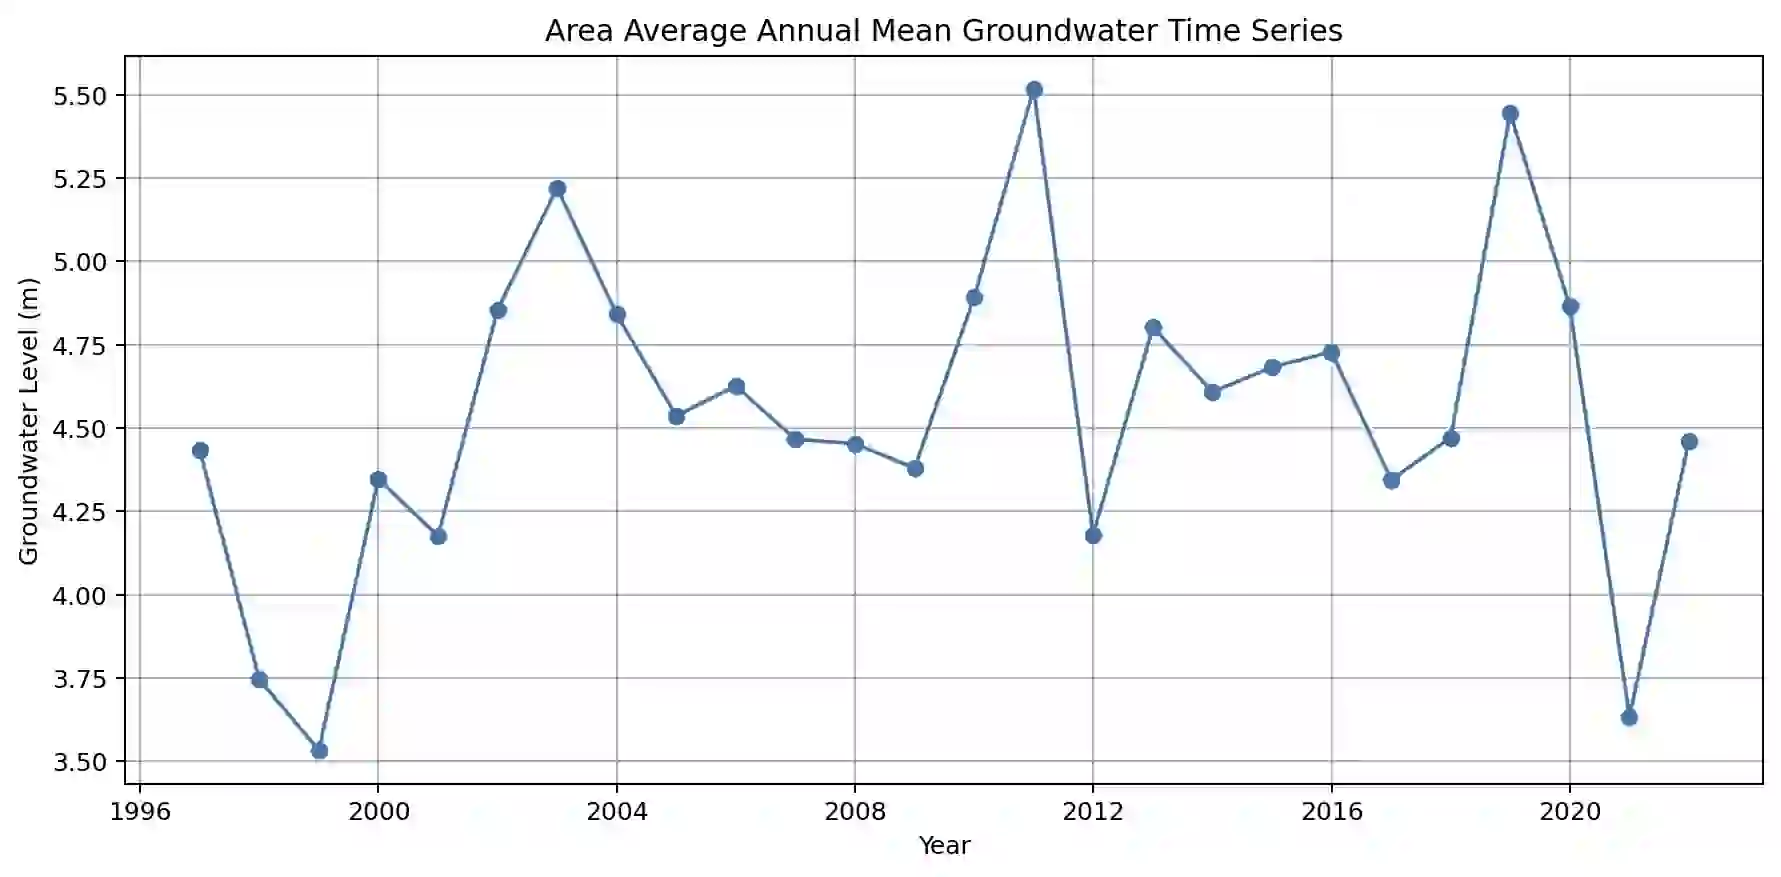 Area Average Annual Mean Groundwater Time Series
Groundwater Level (m)
5.50
5.25
5.00
4.75
4.50
4.25
4.00
3.75
3.50
1996 2000 2004 2008 2012 2016 2020
Year